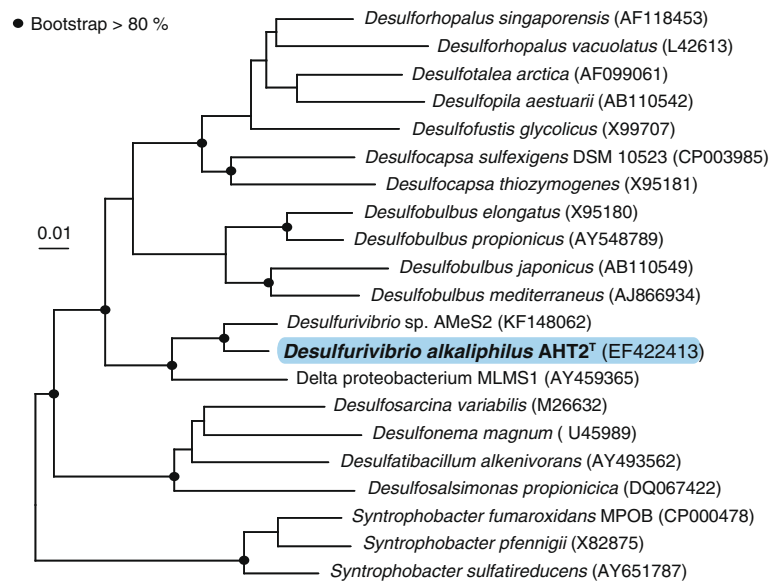 ● Bootstrap > 80 %
Desulforhopalus singaporensis (AF118453)
Desulforhopalus vacuolatus (L42613)
Desulfotalea arctica (AF099061)
Desulfopila aestuarii (AB110542)
Desulfofustis glycolicus (X99707)
Desulfocapsa sulfexigens DSM 10523 (CP003985)
Desulfocapsa thiozymogenes (X95181)
Desulfobulbus elongatus (X95180)
0.01
Desulfobulbus propionicus (AY548789)
Desulfobulbus japonicus (AB110549)
Desulfobulbus mediterraneus (AJ866934)
Desulfurivibrio sp. AMeS2 (KF148062)
Desulfurivibrio alkaliphilus AHT2ᵀ (EF422413)
Delta proteobacterium MLMS1 (AY459365)
Desulfosarcina variabilis (M26632)
Desulfonema magnum ( U45989)
Desulfatibacillum alkenivorans (AY493562)
Desulfosalsimonas propionicica (DQ067422)
Syntrophobacter fumaroxidans MPOB (CP000478)
Syntrophobacter pfennigii (X82875)
Syntrophobacter sulfatireducens (AY651787)